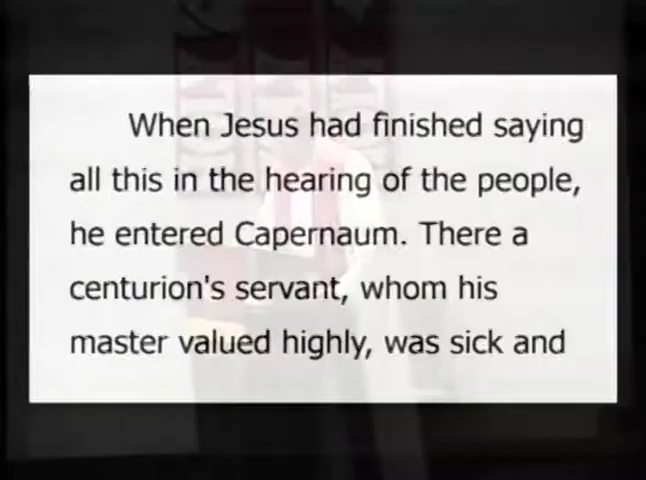 When Jesus had finished saying
all this in the hearing of the people,
he entered Capernaum. There a
centurion's servant, whom his
master valued highly, was sick and